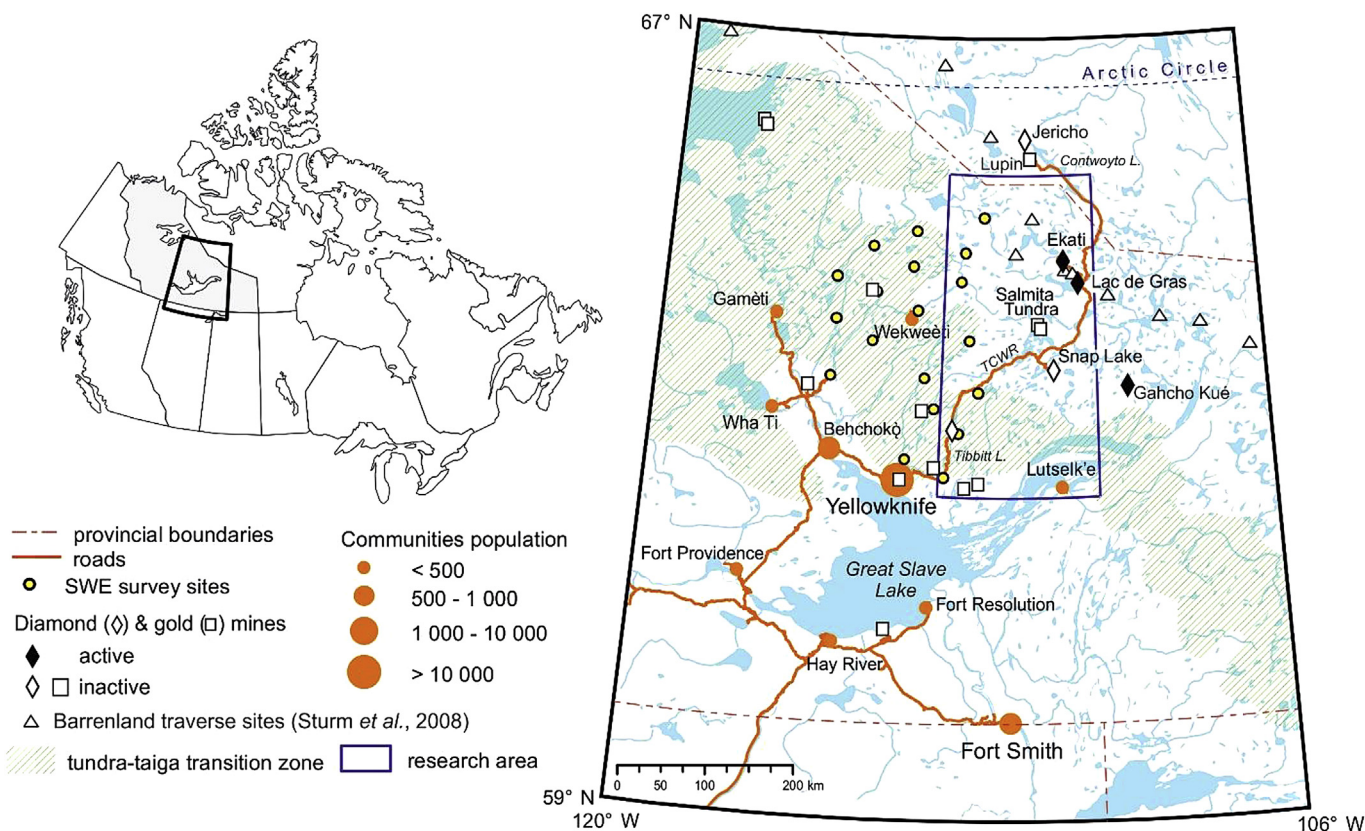 67° N
Arctic Circle
Jericho
Lupin
Contwoyto L.
Ekati
Lac de Gras
Gamèti
Salmita
Tundra
Wekweèti
TCWR
Snap Lake
Gahcho Kué
Wha Ti
Behchokọ̀
Tibbitt L.
Lutselk'e
Yellowknife
Fort Providence
Great Slave
Lake
Fort Resolution
Hay River
Fort Smith
0 50 100 200 km
59° N
120° W
106° W
provincial boundaries
roads
SWE survey sites
Diamond (◊) & gold (□) mines
active
inactive
Barrenland traverse sites (Sturm et al., 2008)
tundra-taiga transition zone
research area
Communities population
< 500
500 - 1 000
1 000 - 10 000
> 10 000